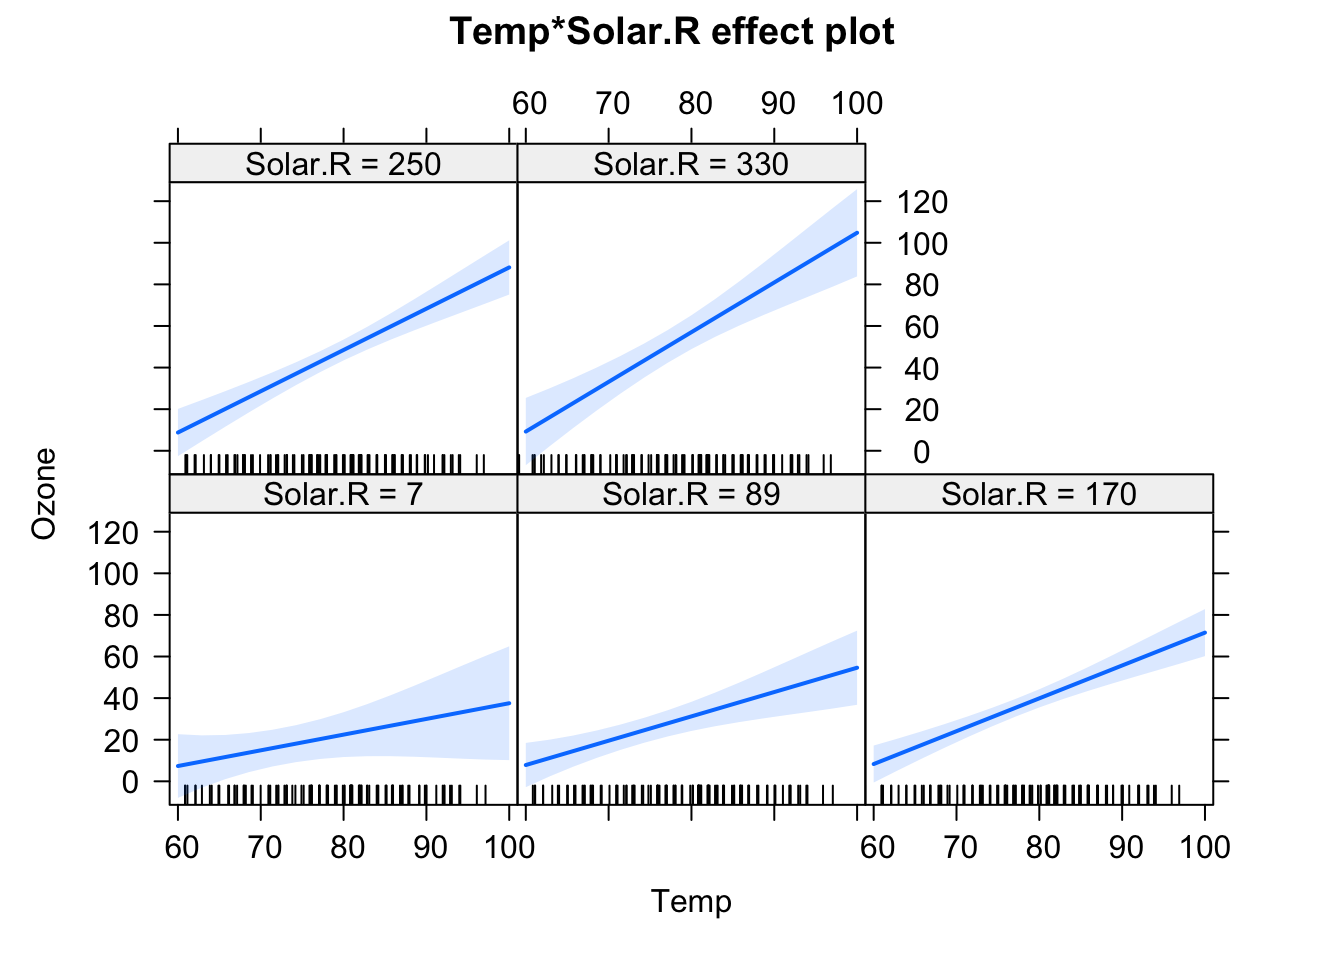 Temp*Solar.R effect plot
60 70 80 90 100
Solar.R = 250 Solar.R = 330
120
100
80
60
40
20
0
Solar.R = 7 Solar.R = 89 Solar.R = 170
Ozone
120
100
80
60
40
20
0
60 70 80 90 100 60 70 80 90 100
Temp